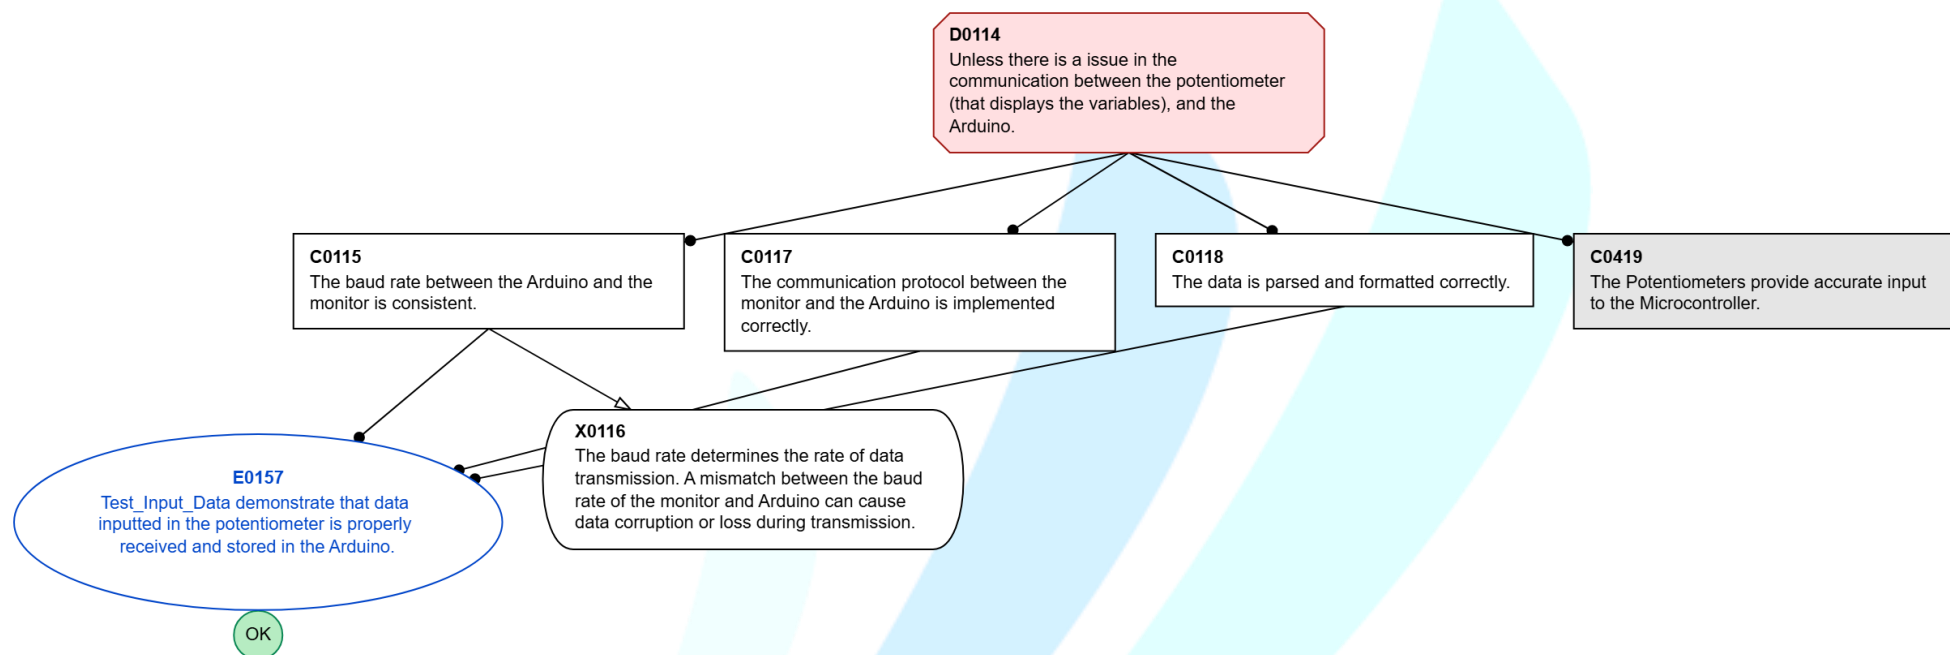 D0114
Unless there is a issue in the
communication between the potentiometer
(that displays the variables), and the
Arduino.
C0115
The baud rate between the Arduino and the
monitor is consistent.
C0117
The communication protocol between the
monitor and the Arduino is implemented
correctly.
C0118
The data is parsed and formatted correctly.
C0419
The Potentiometers provide accurate input
to the Microcontroller.
X0116
The baud rate determines the rate of data
transmission. A mismatch between the baud
rate of the monitor and Arduino can cause
data corruption or loss during transmission.
E0157
Test_Input_Data demonstrate that data
inputted in the potentiometer is properly
received and stored in the Arduino.
OK